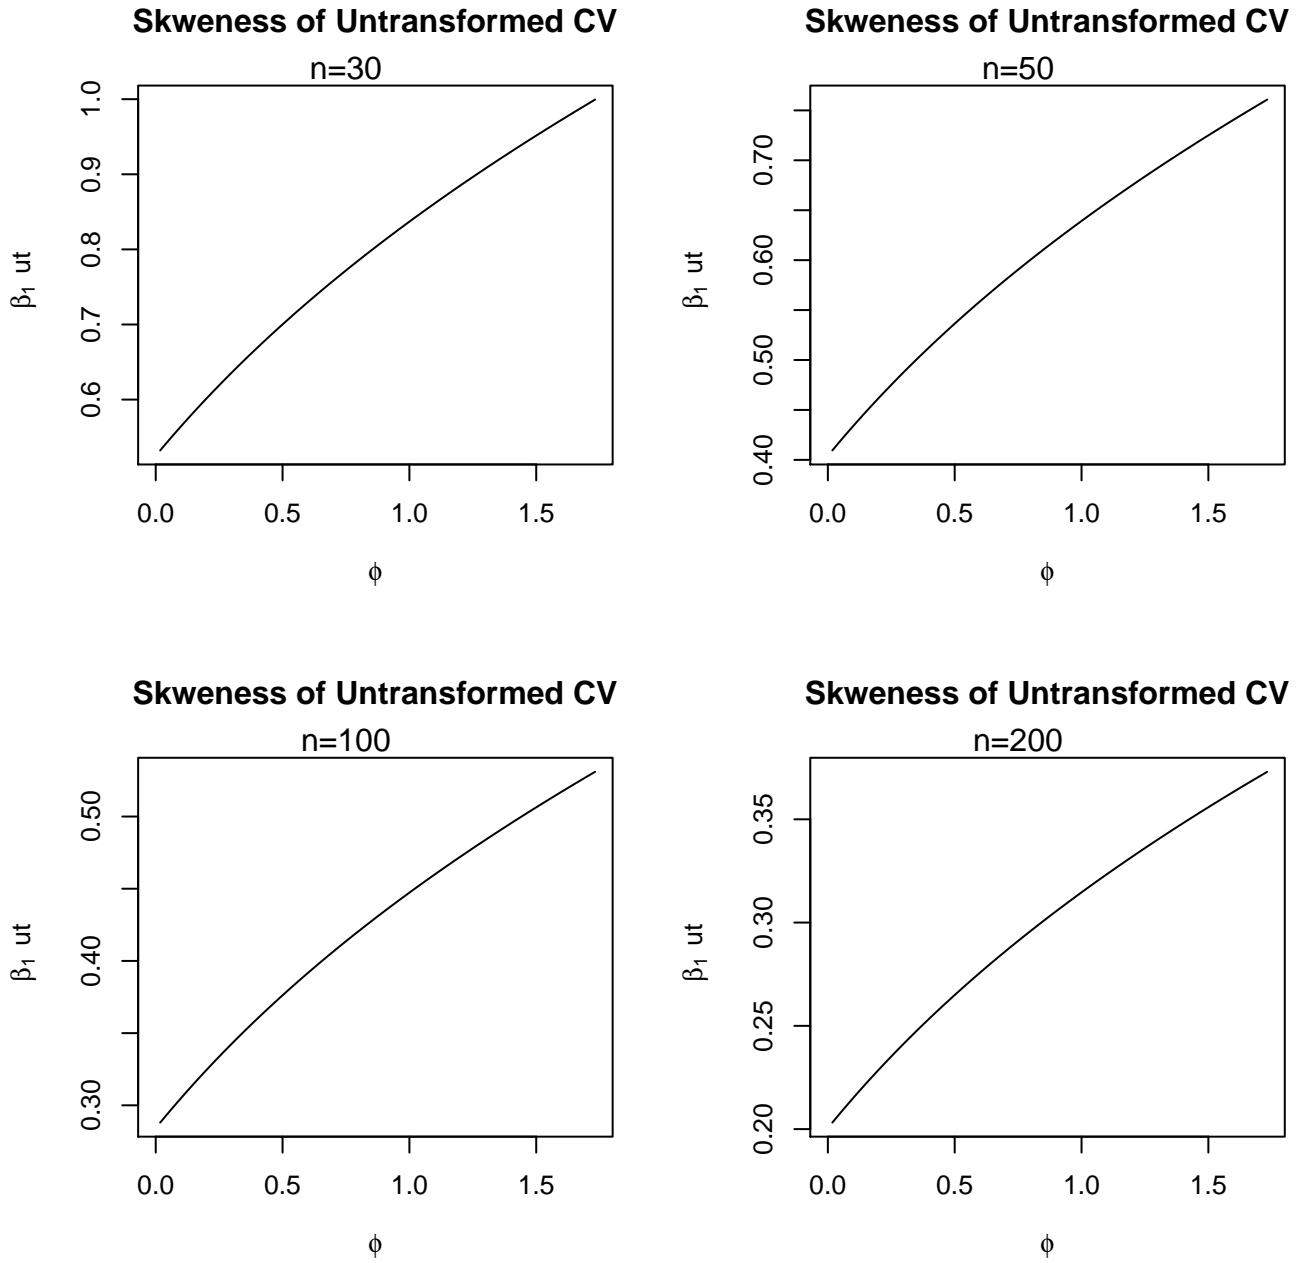 Skweness of Untransformed CV
n=30
1.0
0.9
0.8
0.7
0.6
β1 ut
0.0 0.5 1.0 1.5
ϕ
Skweness of Untransformed CV
n=50
0.70
0.60
0.50
0.40
β1 ut
0.0 0.5 1.0 1.5
ϕ
Skweness of Untransformed CV
n=100
0.50
0.40
0.30
β1 ut
0.0 0.5 1.0 1.5
ϕ
Skweness of Untransformed CV
n=200
0.35
0.30
0.25
0.20
β1 ut
0.0 0.5 1.0 1.5
ϕ